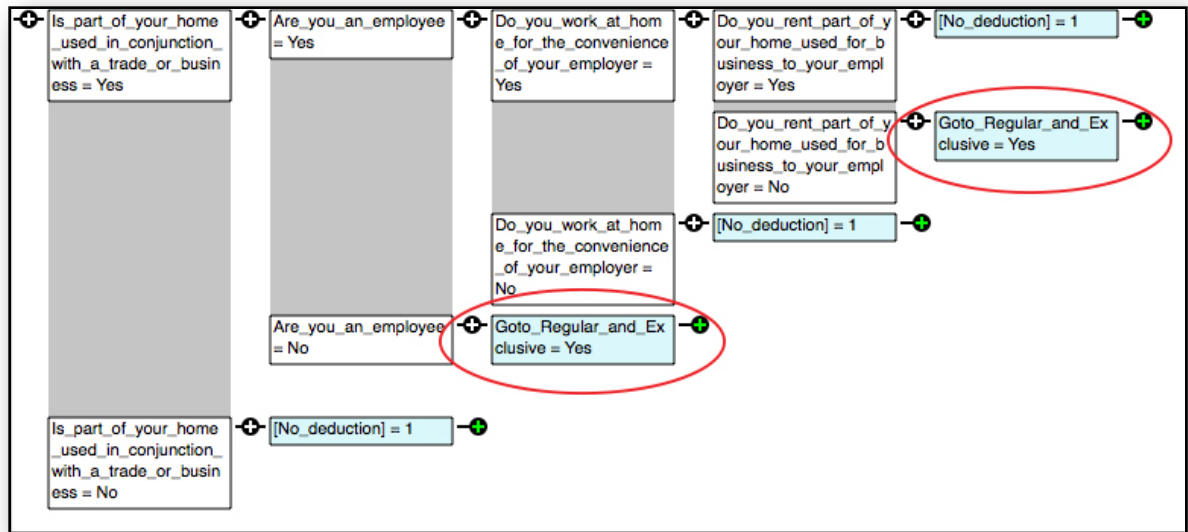 Is_part_of_your_home
_used_in_conjunction_
with_a_trade_or_busin
ess = Yes
Are_you_an_employee
= Yes
Do_you_work_at_hom
e_for_the_convenience
_of_your_employer =
Yes
Do_you_rent_part_of_y
our_home_used_for_b
usiness_to_your_empl
oyer = Yes
[No_deduction] = 1
Do_you_rent_part_of_y
our_home_used_for_b
usiness_to_your_empl
oyer = No
Goto_Regular_and_Ex
clusive = Yes
Do_you_work_at_hom
e_for_the_convenience
_of_your_employer =
No
[No_deduction] = 1
Are_you_an_employee
= No
Goto_Regular_and_Ex
clusive = Yes
Is_part_of_your_home
_used_in_conjunction_
with_a_trade_or_busin
ess = No
[No_deduction] = 1